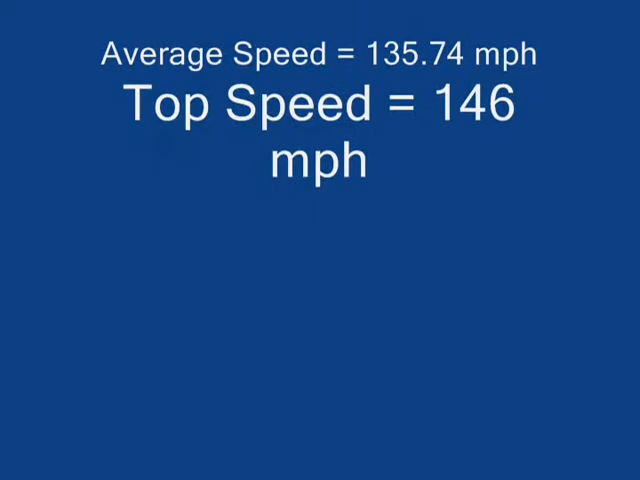 Average Speed = 135.74 mph
Top Speed = 146
mph